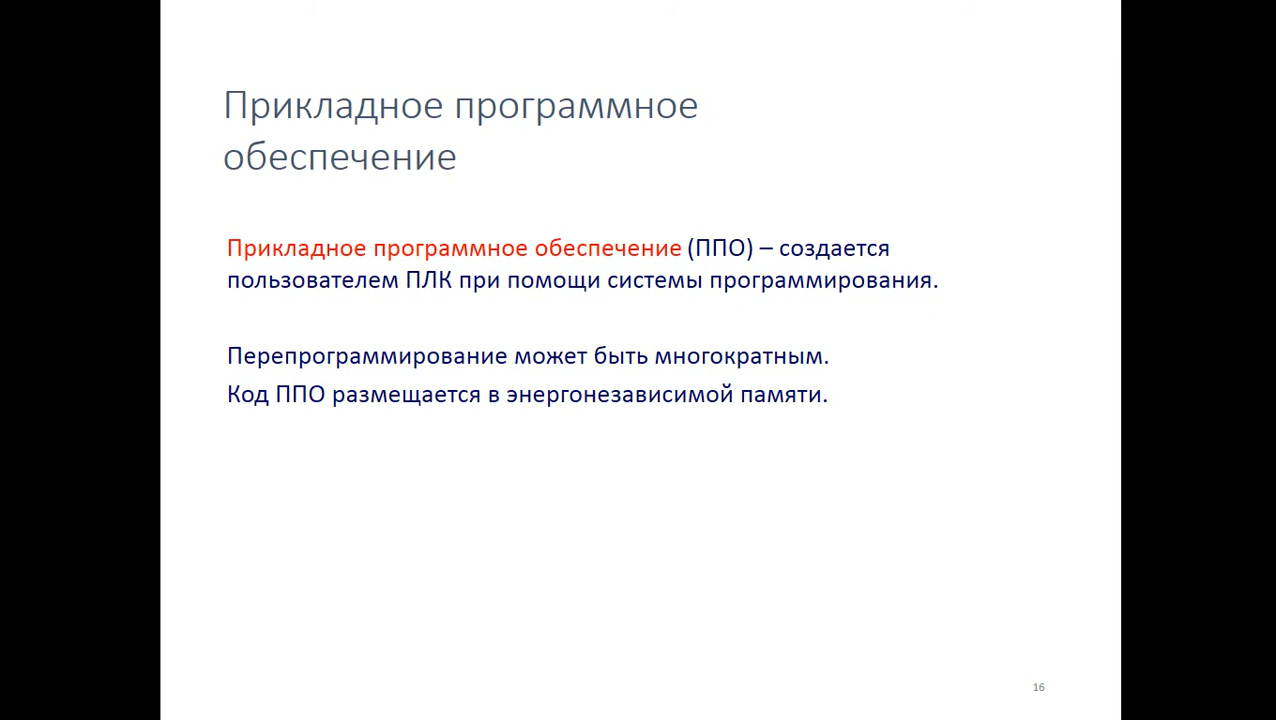 Прикладное программное
обеспечение
Прикладное программное обеспечение (ППО) – создается
пользователем ПЛК при помощи системы программирования.
Перепрограммирование может быть многократным.
Код ППО размещается в энергонезависимой памяти.
16